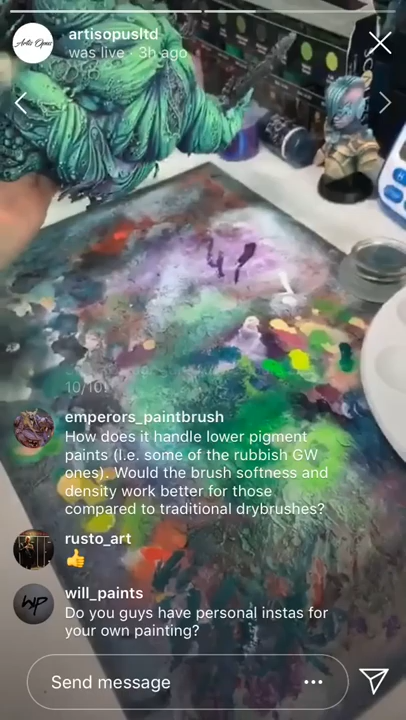 Artis Opus
artisopusltd
was live · 3h ago
10/10!
emperors_paintbrush
How does it handle lower pigment
paints (I.e. some of the rubbish GW
ones). Would the brush softness and
density work better for those
compared to traditional drybrushes?
rusto_art
👍
will_paints
Do you guys have personal instas for
your own painting?
Send message